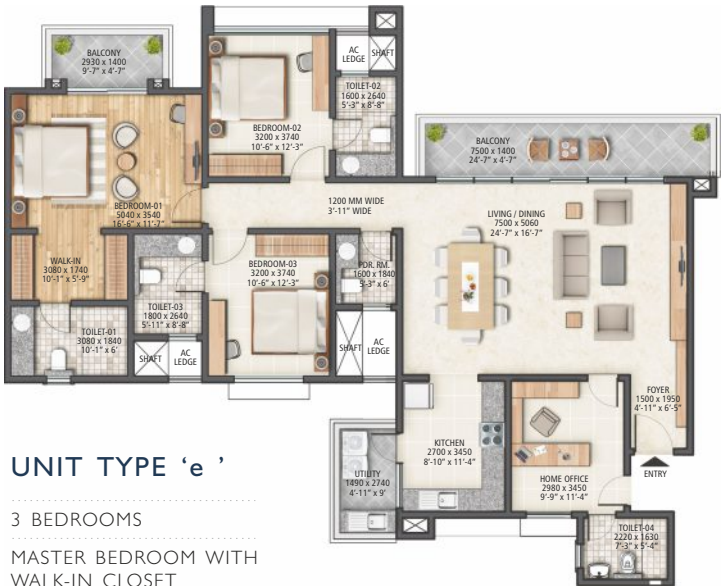 BALCONY
2930 x 1400
9'-7" x 4'-7"
AC
LEDGE
SHAFT
TOILET-02
1600 x 2640
5'-3" x 8'-8"
BEDROOM-02
3200 x 3740
10'-6" x 12'-3"
BALCONY
7500 x 1400
24'-7" x 4'-7"
BEDROOM-01
5040 x 3540
16'-6" x 11'-7"
1200 MM WIDE
3'-11" WIDE
LIVING / DINING
7500 x 5060
24'-7" x 16'-7"
WALK-IN
3080 x 1740
10'-1" x 5'-9"
BEDROOM-03
3200 x 3740
10'-6" x 12'-3"
PDR. RM.
1600 x 1840
5'-3" x 6'
TOILET-03
1800 x 2640
5'-11" x 8'-8"
TOILET-01
3080 x 1840
10'-1" x 6'
SHAFT
AC
LEDGE
SHAFT
AC
LEDGE
FOYER
1500 x 1950
4'-11" x 6'-5"
KITCHEN
2700 x 3450
8'-10" x 11'-4"
UTILITY
1490 x 2740
4'-11" x 9'
HOME OFFICE
2980 x 3450
9'-9" x 11'-4"
ENTRY
TOILET-04
2220 x 1630
7'-3" x 5'-4"
UNIT TYPE ‘e ’
3 BEDROOMS
MASTER BEDROOM WITH
WALK-IN CLOSET